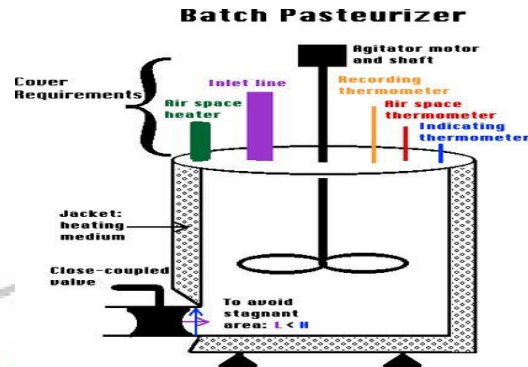 Batch Pasteurizer
Agitator motor
and shaft
Cover
Requirements
Inlet line
Recording
thermometer
Air space
heater
Air space
thermometer
Indicating
thermometer
Jacket:
heating
medium
Close-coupled
valve
To avoid
stagnant
area: L < H